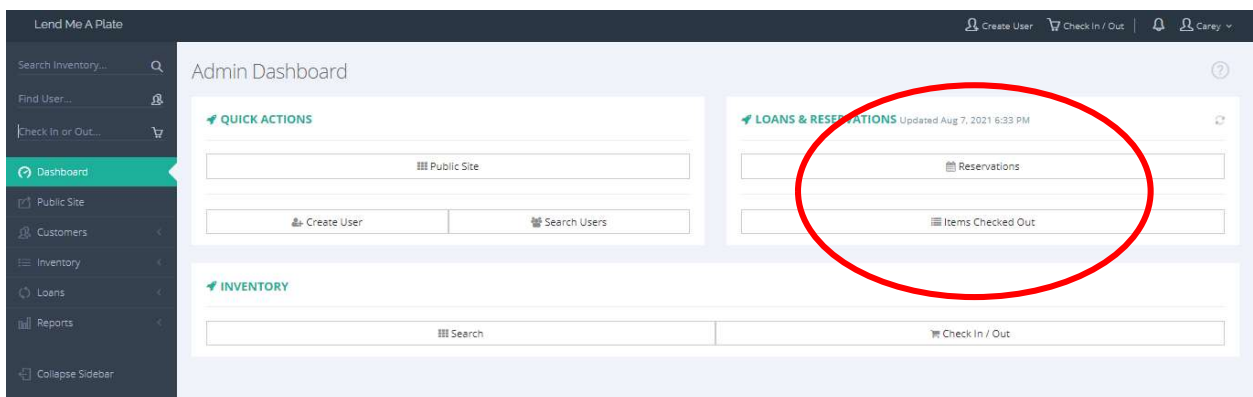 Lend Me A Plate
Create User
Check In / Out
Carey
Search Inventory...
Find User...
Check In or Out...
Dashboard
Public Site
Customers
Inventory
Loans
Reports
Collapse Sidebar
Admin Dashboard
QUICK ACTIONS
Public Site
Create User
Search Users
LOANS & RESERVATIONS Updated Aug 7, 2021 6:33 PM
Reservations
Items Checked Out
INVENTORY
Search
Check In / Out